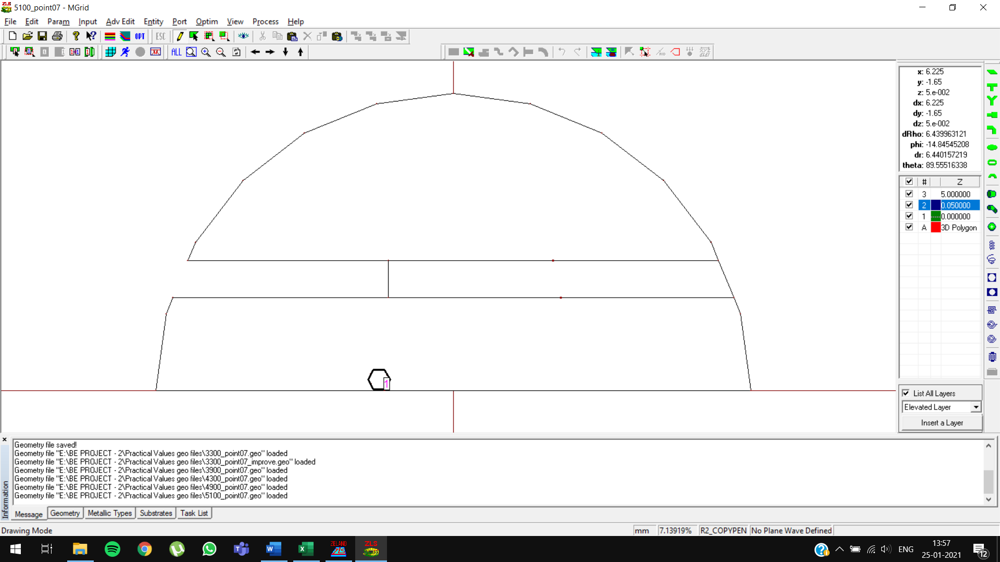 5100_point07 - MGrid
File Edit Param Input Adv Edit Entity Port Optim View Process Help
OPT ESC
ALL
x: 6.225
y: -1.65
z: 5.e-002
dx: 6.225
dy: -1.65
dz: 5.e-002
dRho: 6.439963121
phi: -14.84545208
dr: 6.440157219
theta: 89.55516338
# Z
3 5.000000
2 0.050000
1 0.000000
A 3D Polygon
1
List All Layers
Elevated Layer
Insert a Layer
Information
Geometry file saved!
Geometry file "E:\BE PROJECT - 2\Practical Values geo files\3300_point07.geo" loaded
Geometry file "E:\BE PROJECT - 2\Practical Values geo files\3300_point07_improve.geo" loaded
Geometry file "E:\BE PROJECT - 2\Practical Values geo files\3900_point07.geo" loaded
Geometry file "E:\BE PROJECT - 2\Practical Values geo files\4300_point07.geo" loaded
Geometry file "E:\BE PROJECT - 2\Practical Values geo files\4900_point07.geo" loaded
Geometry file "E:\BE PROJECT - 2\Practical Values geo files\5100_point07.geo" loaded
Message Geometry Metallic Types Substrates Task List
Drawing Mode mm 7.13919% R2_COPYPEN No Plane Wave Defined
ZELAND ZLS
ENG 13:57
25-01-2021
12